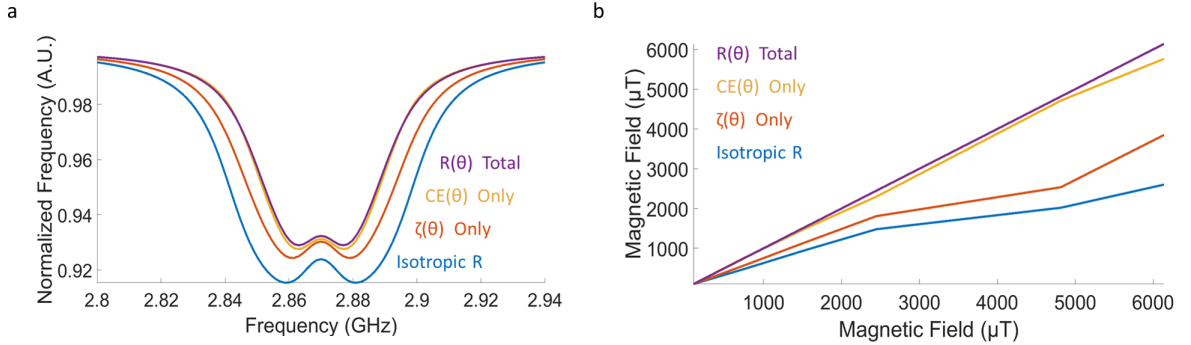 a
Normalized Frequency (A.U.)
0.98
0.96
0.94
0.92
R(θ) Total
CE(θ) Only
ζ(θ) Only
Isotropic R
2.8 2.82 2.84 2.86 2.88 2.9 2.92 2.94
Frequency (GHz)
b
Magnetic Field (µT)
6000
5000
4000
3000
2000
1000
R(θ) Total
CE(θ) Only
ζ(θ) Only
Isotropic R
1000 2000 3000 4000 5000 6000
Magnetic Field (µT)